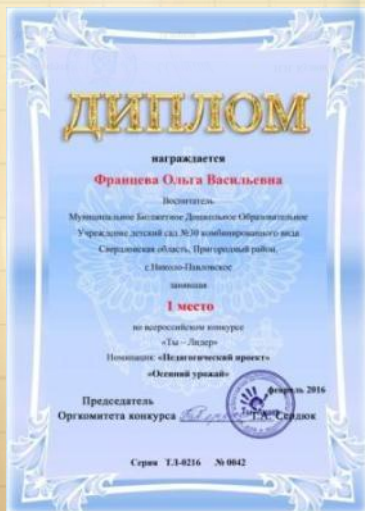 ДИПЛОМ
награждается
Францева Ольга Васильевна
Воспитатель
Муниципальное Бюджетное Дошкольное Образовательное
Учреждение детский сад №30 комбинированного вида
Свердловская область, Пригородный район,
с.Николо-Павловское
занявшая
1 место
во всероссийском конкурсе
«Ты – Лидер»
Номинация: «Педагогический проект»
«Осенний урожай»
февраль 2016
Председатель
Оргкомитета конкурса Т.А. Сердюк
Серия ТЛ-0216 № 0042